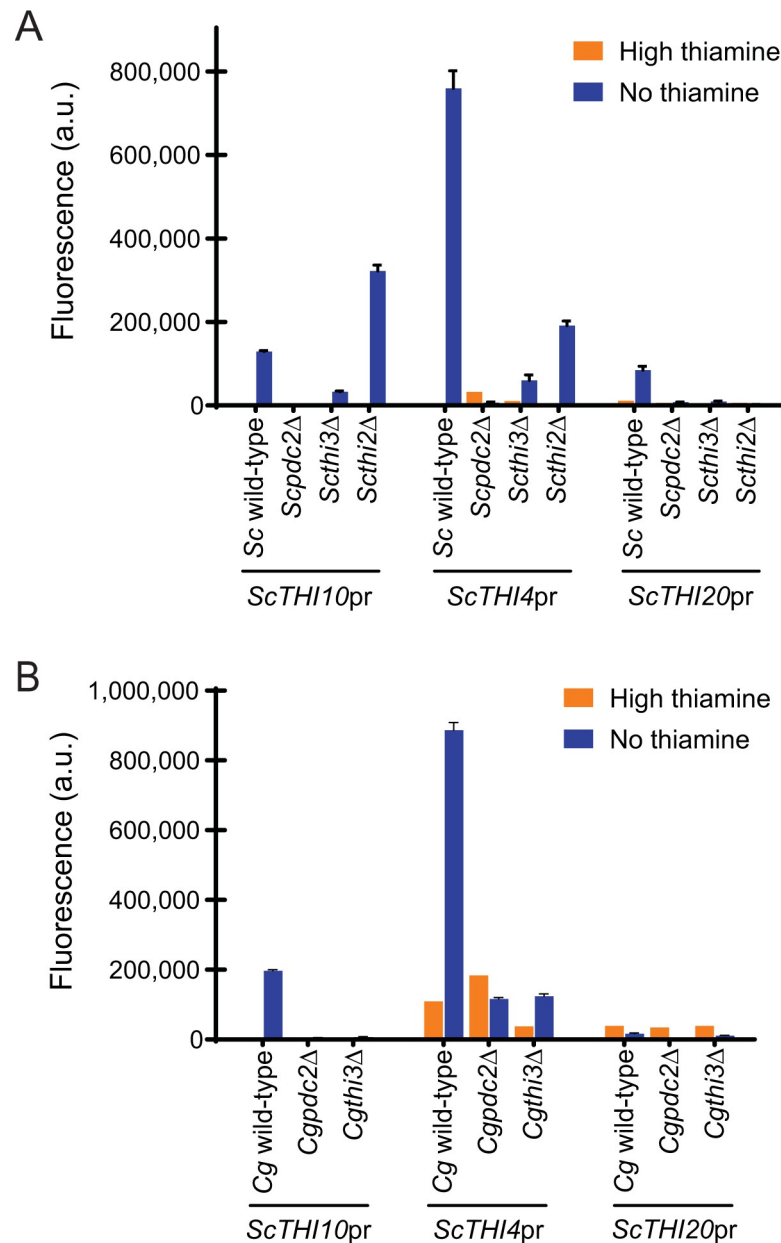 A
Fluorescence (a.u.)
800,000
600,000
400,000
200,000
0
High thiamine
No thiamine
Sc wild-type
Scpdc2Δ
Scthi3Δ
Scthi2Δ
Sc wild-type
Scpdc2Δ
Scthi3Δ
Scthi2Δ
Sc wild-type
Scpdc2Δ
Scthi3Δ
Scthi2Δ
ScTHI10pr
ScTHI4pr
ScTHI20pr
B
Fluorescence (a.u.)
1,000,000
800,000
600,000
400,000
200,000
0
High thiamine
No thiamine
Cg wild-type
Cgpdc2Δ
Cgthi3Δ
Cg wild-type
Cgpdc2Δ
Cgthi3Δ
Cg wild-type
Cgpdc2Δ
Cgthi3Δ
ScTHI10pr
ScTHI4pr
ScTHI20pr